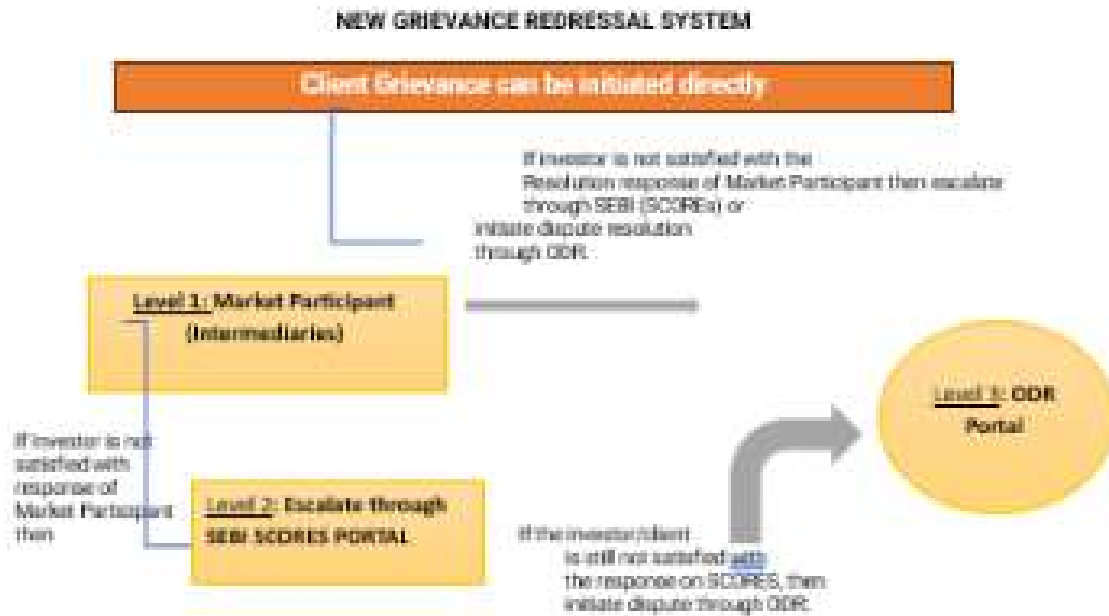 NEW GRIEVANCE REDRESSAL SYSTEM
Client Grievance can be initiated directly
If investor is not satisfied with the
Resolution response of Market Participant then escalate
through SEBI (SCOREs) or
initiate dispute resolution
through ODR.
Level 1: Market Participant
(Intermediaries)
Level 3: ODR
Portal
If investor is not
satisfied with
response of
Market Participant
then
Level 2: Escalate through
SEBI SCORES PORTAL
If the investor/client
is still not satisfied with
the response on SCORES, then
initiate dispute through ODR.